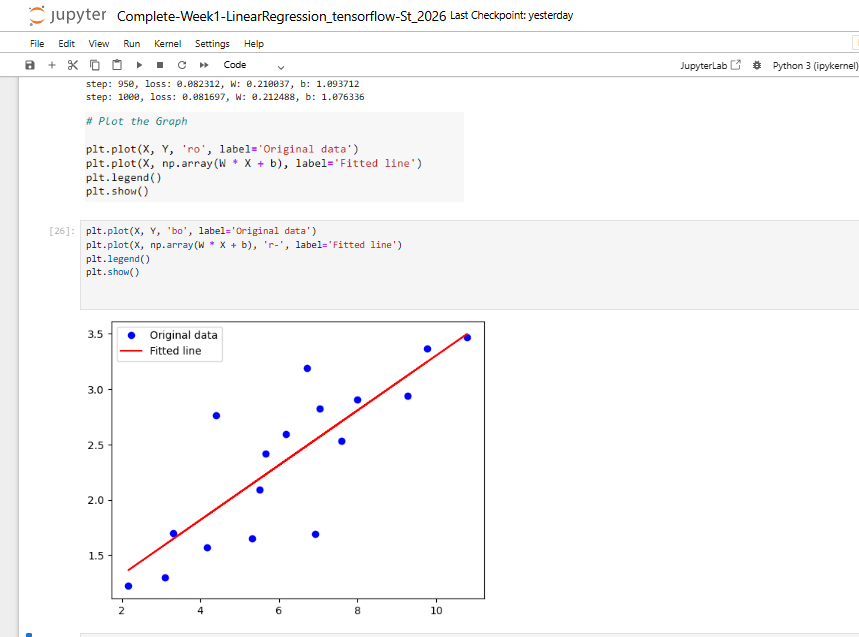 jupyter Complete-Week1-LinearRegression_tensorflow-St_2026 Last Checkpoint: yesterday
File Edit View Run Kernel Settings Help
Code JupyterLab Python 3 (ipykernel)
step: 950, loss: 0.082312, W: 0.210037, b: 1.093712
step: 1000, loss: 0.081697, W: 0.212488, b: 1.076336
# Plot the Graph
plt.plot(X, Y, 'ro', label='Original data')
plt.plot(X, np.array(W * X + b), label='Fitted line')
plt.legend()
plt.show()
[26]: plt.plot(X, Y, 'bo', label='Original data')
plt.plot(X, np.array(W * X + b), 'r-', label='Fitted line')
plt.legend()
plt.show()
Original data
Fitted line
3.5
3.0
2.5
2.0
1.5
2 4 6 8 10